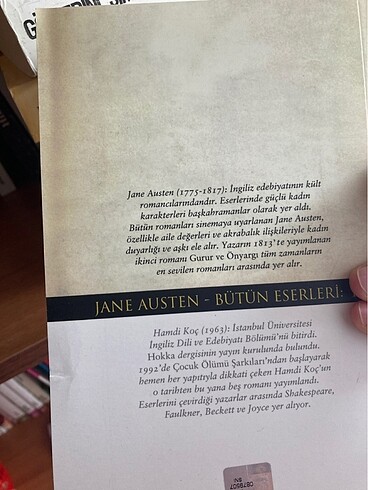 Jane Austen (1775-1817): İngiliz edebiyatının kült
romancılarındandır. Eserlerinde güçlü kadın
karakterleri başkahramanlar olarak yer aldı.
Bütün romanları sinemaya uyarlanan Jane Austen,
özellikle aile değerleri ve akrabalık ilişkileriyle kadın
duyarlığı ve aşkı ele alır. Yazarın 1813'te yayımlanan
ikinci romanı Gurur ve Önyargı tüm zamanların
en sevilen romanları arasında yer alır.
JANE AUSTEN - BÜTÜN ESERLERİ:
Hamdi Koç (1963): İstanbul Üniversitesi
İngiliz Dili ve Edebiyatı Bölümü'nü bitirdi.
Hokka dergisinin yayın kurulunda bulundu.
1992'de Çocuk Ölümü Şarkıları'ndan başlayarak
hemen her yapıtıyla dikkati çeken Hamdi Koç'un
o tarihten bu yana beş romanı yayımlandı.
Eserlerini çevirdiği yazarlar arasında Shakespeare,
Faulkner, Beckett ve Joyce yer alıyor.